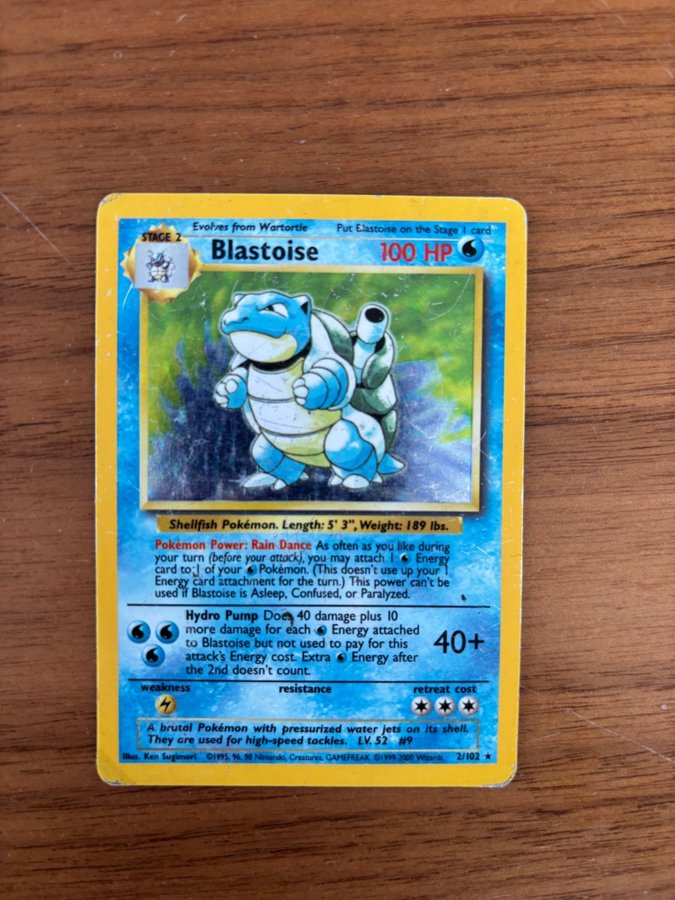 Evolves from Wartortle Put Blastoise on the Stage 1 card
STAGE 2
Blastoise 100 HP
Shellfish Pokémon. Length: 5' 3", Weight: 189 lbs.
Pokémon Power: Rain Dance As often as you like during
your turn (before your attack), you may attach 1 Energy
card to 1 of your Pokémon. (This doesn't use up your 1
Energy card attachment for the turn.) This power can't be
used if Blastoise is Asleep, Confused, or Paralyzed.
Hydro Pump Does 40 damage plus 10
more damage for each Energy attached
to Blastoise but not used to pay for this
attack's Energy cost. Extra Energy after
the 2nd doesn't count.
40+
weakness resistance retreat cost
A brutal Pokémon with pressurized water jets on its shell.
They are used for high-speed tackles. LV. 52 #9
Illus. Ken Sugimori ©1995, 96, 98 Nintendo, Creatures, GAMEFREAK. ©1999-2000 Wizards. 2/102 ★